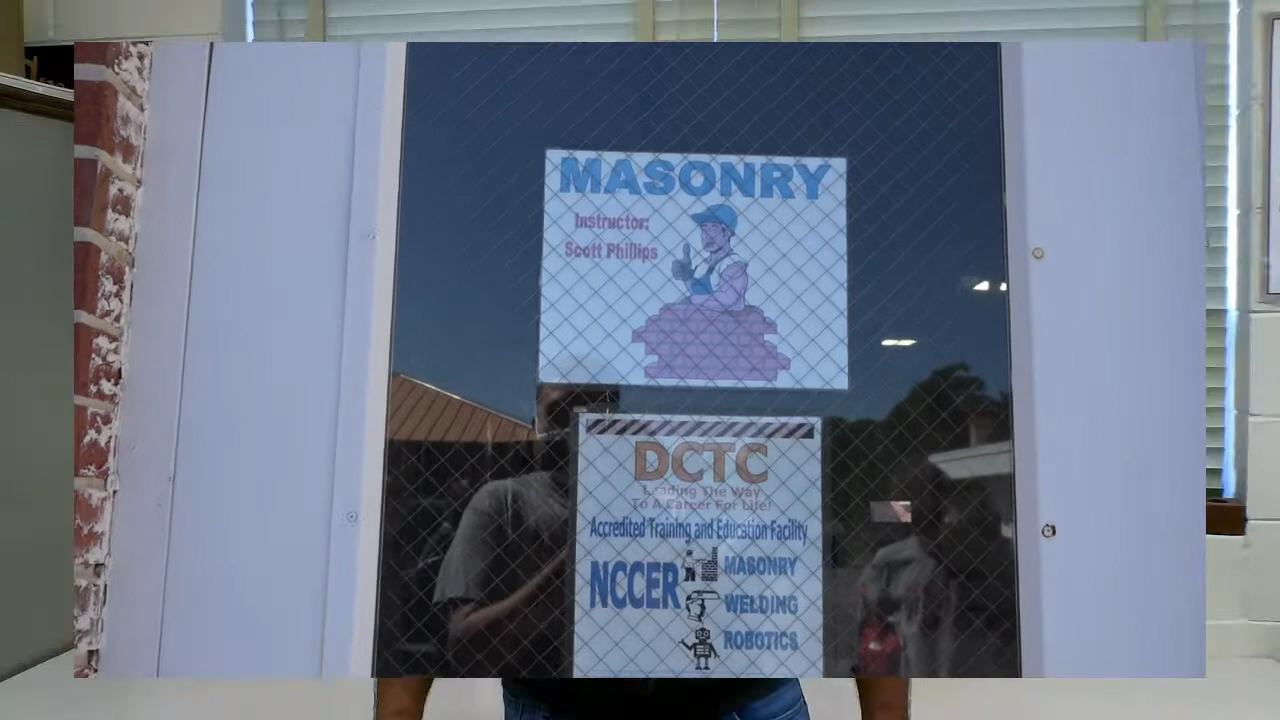 MASONRY
Instructor:
Scott Phillips
DCTC
Leading The Way
To A Career For Life!
Accredited Training and Education Facility
NCCER
MASONRY
WELDING
ROBOTICS